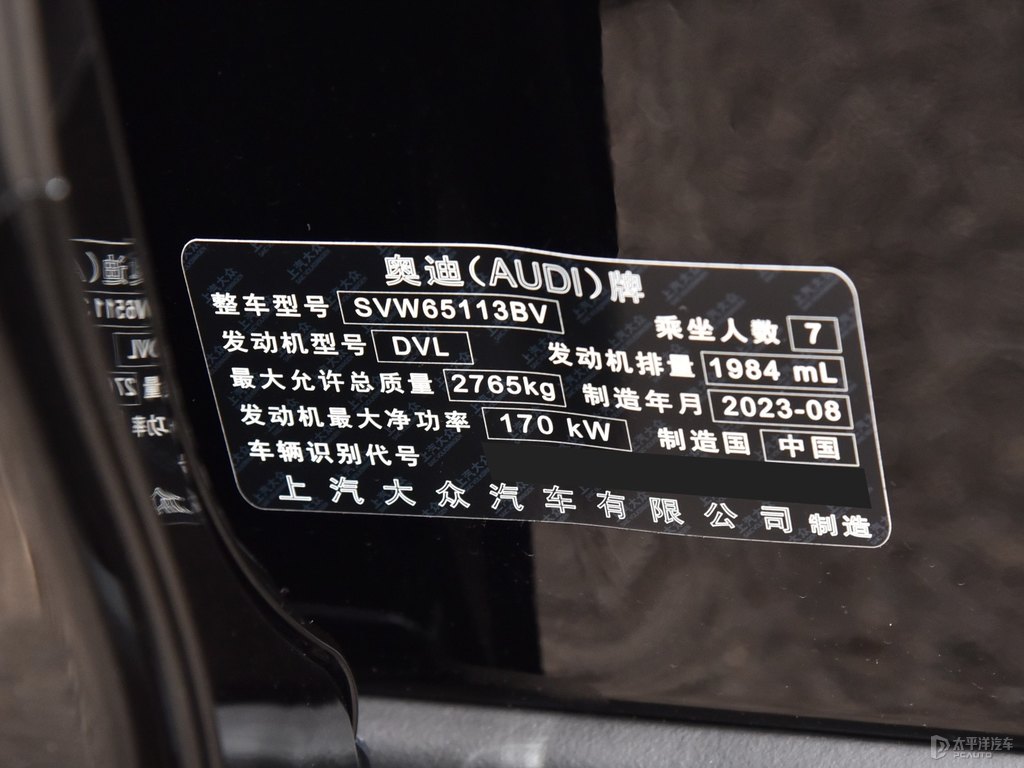 奥迪(AUDI)牌
整车型号 SVW65113BV 乘坐人数 7
发动机型号 DVL 发动机排量 1984 mL
最大允许总质量 2765kg 制造年月 2023-08
发动机最大净功率 170 kW 制造国 中国
车辆识别代号
上汽大众汽车有限公司 制造
太平洋汽车
PCAUTO